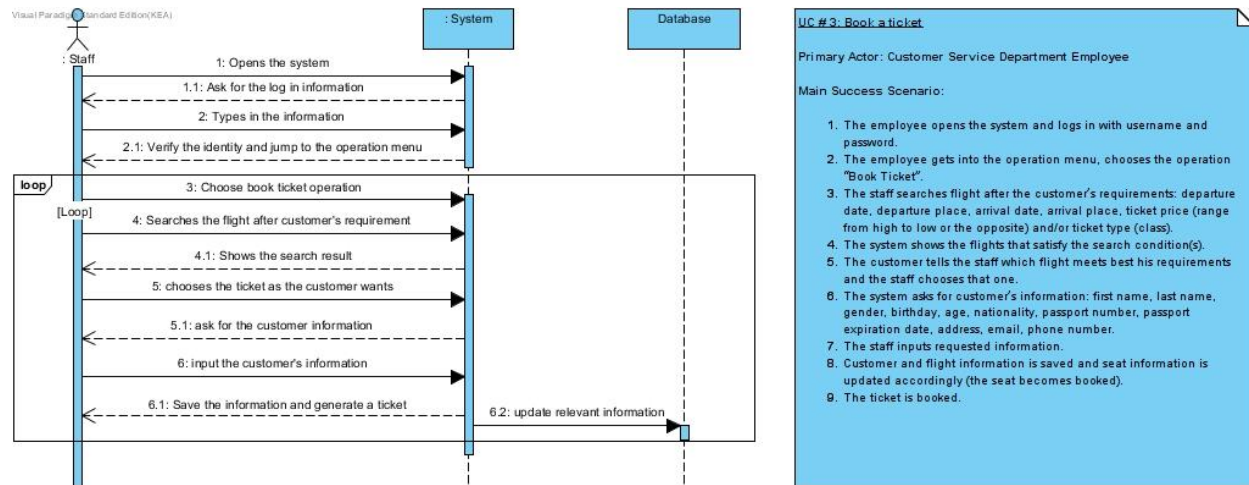 Visual Paradigm Standard Edition(KEA)
: Staff
: System
Database
1: Opens the system
1.1: Ask for the log in information
2: Types in the information
2.1: Verify the identity and jump to the operation menu
loop
3: Choose book ticket operation
[Loop]
4: Searches the flight after customer's requirement
4.1: Shows the search result
5: chooses the ticket as the customer wants
5.1: ask for the customer information
6: input the customer's information
6.1: Save the information and generate a ticket
6.2: update relevant information
UC #3: Book a ticket
Primary Actor: Customer Service Department Employee
Main Success Scenario:
1. The employee opens the system and logs in with username and
password.
2. The employee gets into the operation menu, chooses the operation
"Book Ticket".
3. The staff searches flight after the customer's requirements: departure
date, departure place, arrival date, arrival place, ticket price (range
from high to low or the opposite) and/or ticket type (class).
4. The system shows the flights that satisfy the search condition(s).
5. The customer tells the staff which flight meets best his requirements
and the staff chooses that one.
6. The system asks for customer's information: first name, last name,
gender, birthday, age, nationality, passport number, passport
expiration date, address, email, phone number.
7. The staff inputs requested information.
8. Customer and flight information is saved and seat information is
updated accordingly (the seat becomes booked).
9. The ticket is booked.